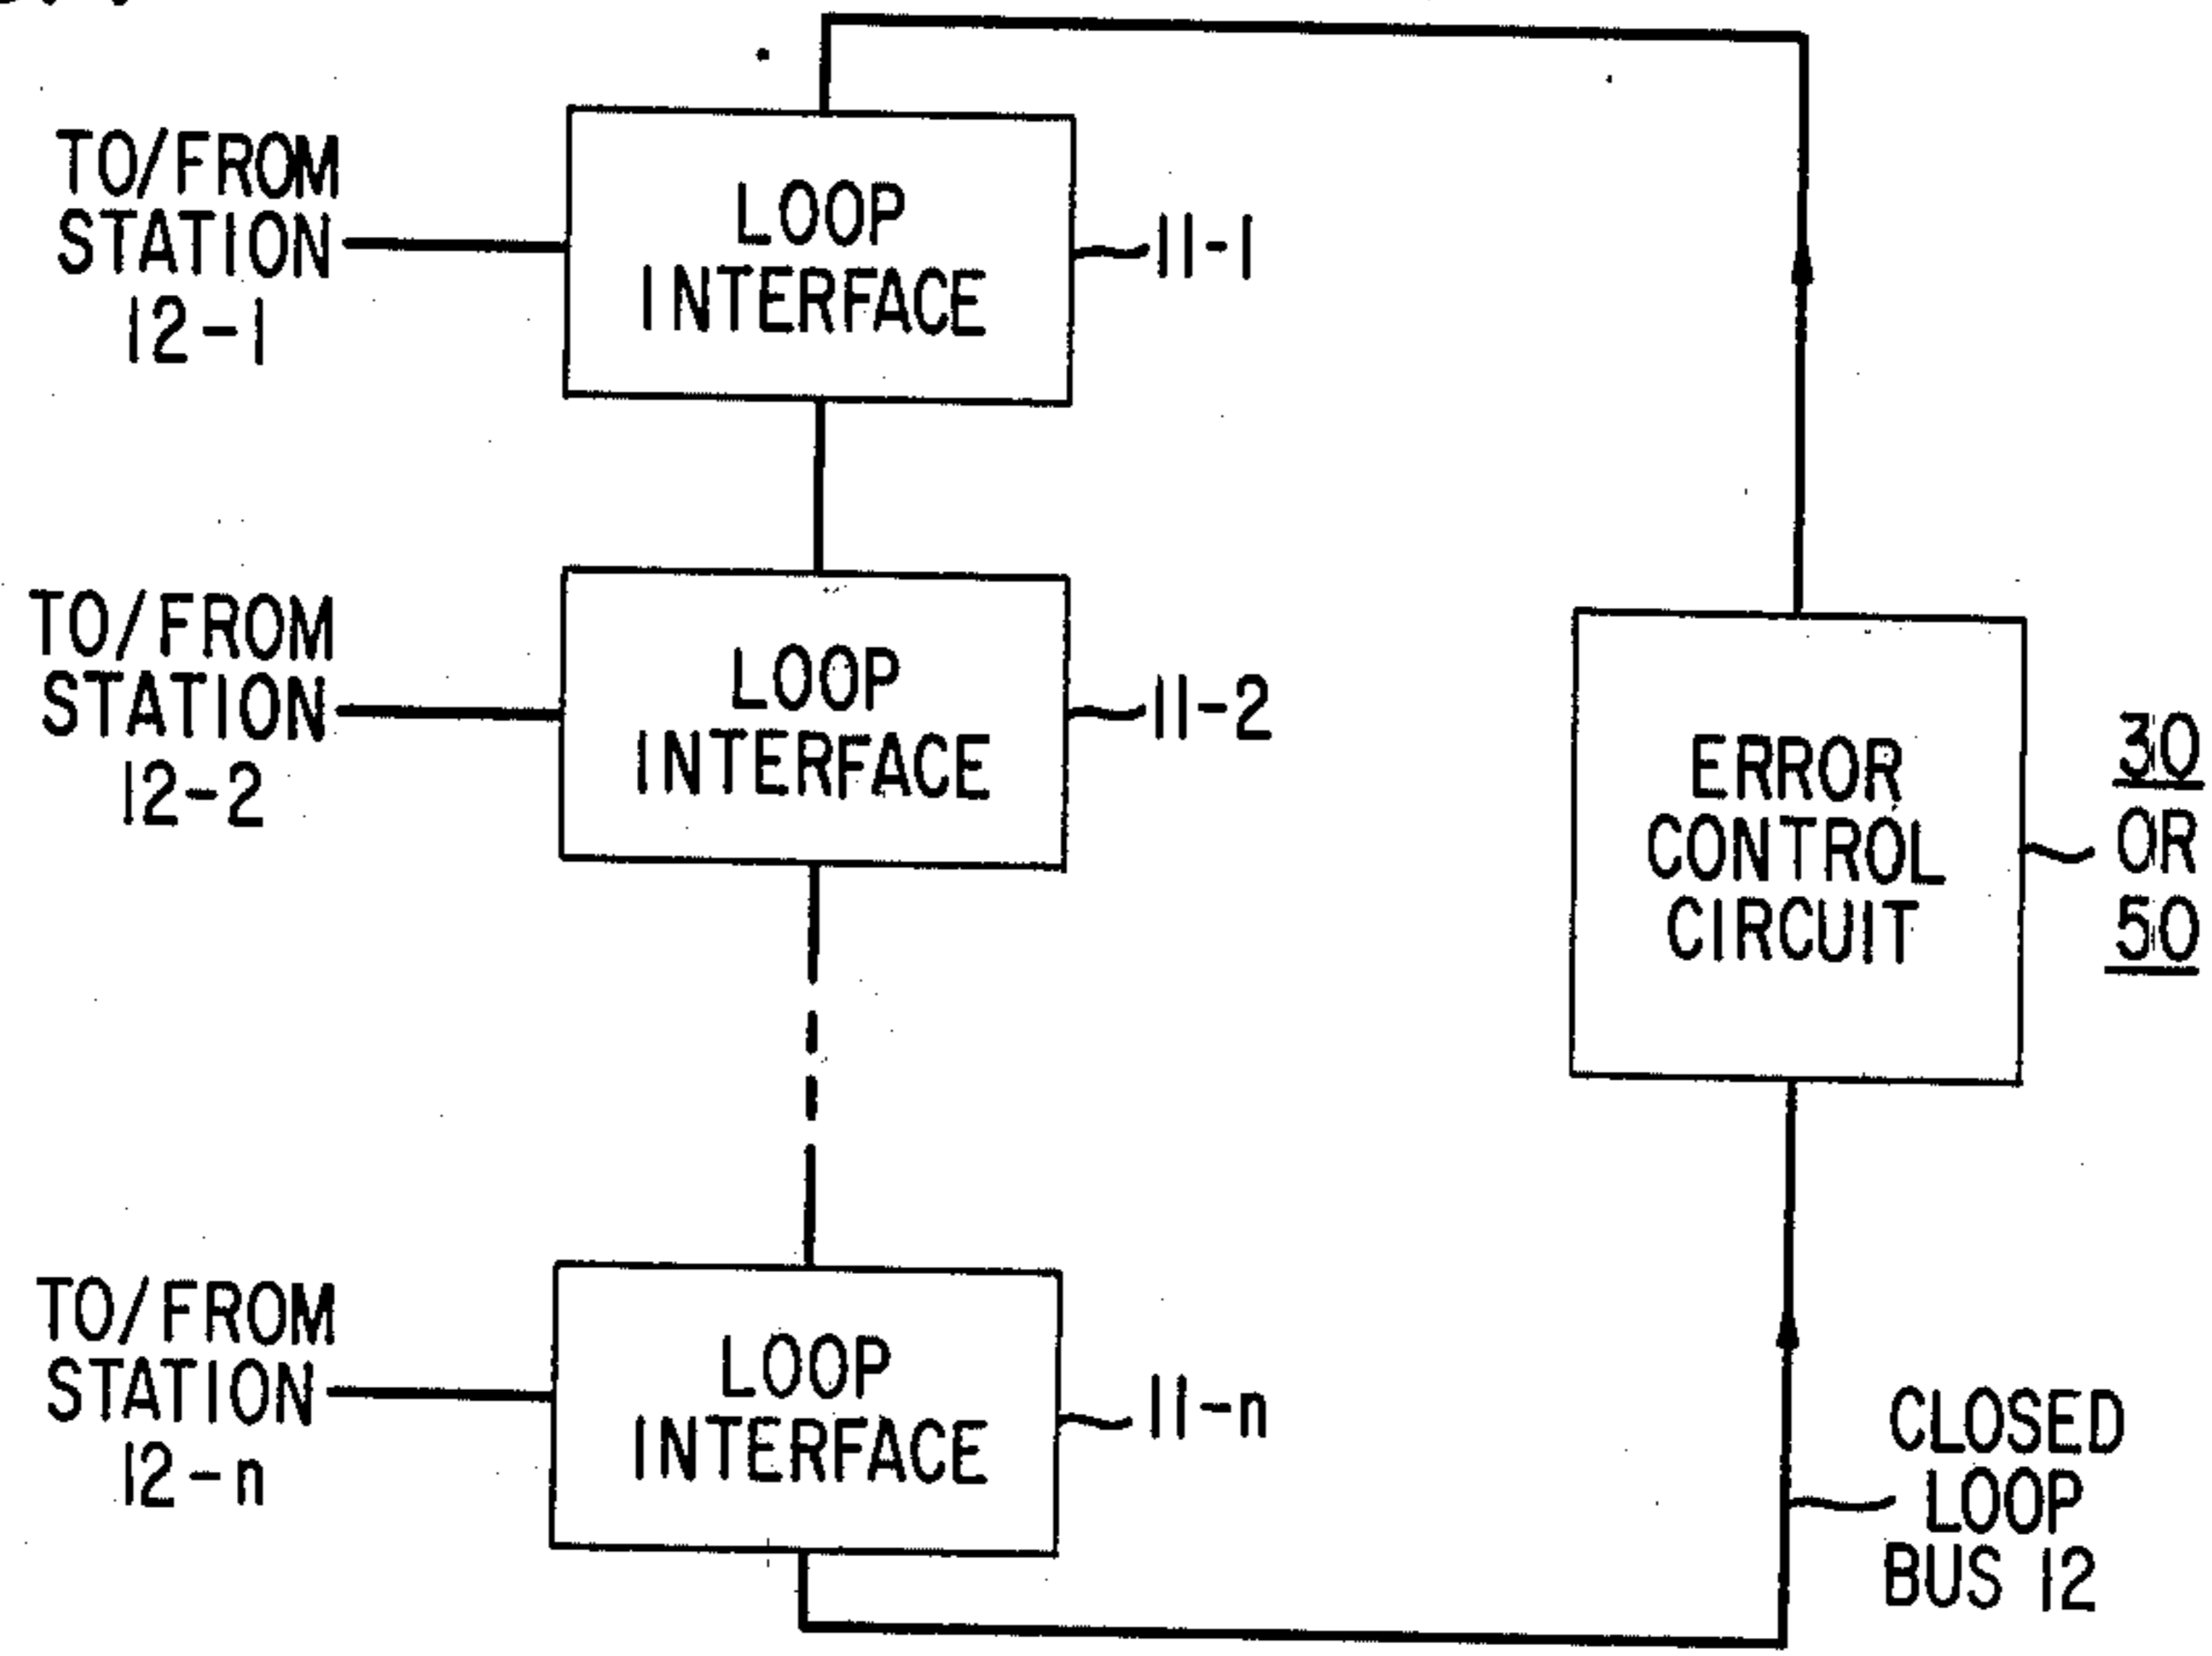 TO/FROM
STATION
12-1
LOOP
INTERFACE
11-1
TO/FROM
STATION
12-2
LOOP
INTERFACE
11-2
ERROR
CONTROL
CIRCUIT
30
OR
50
TO/FROM
STATION
12-n
LOOP
INTERFACE
11-n
CLOSED
LOOP
BUS 12